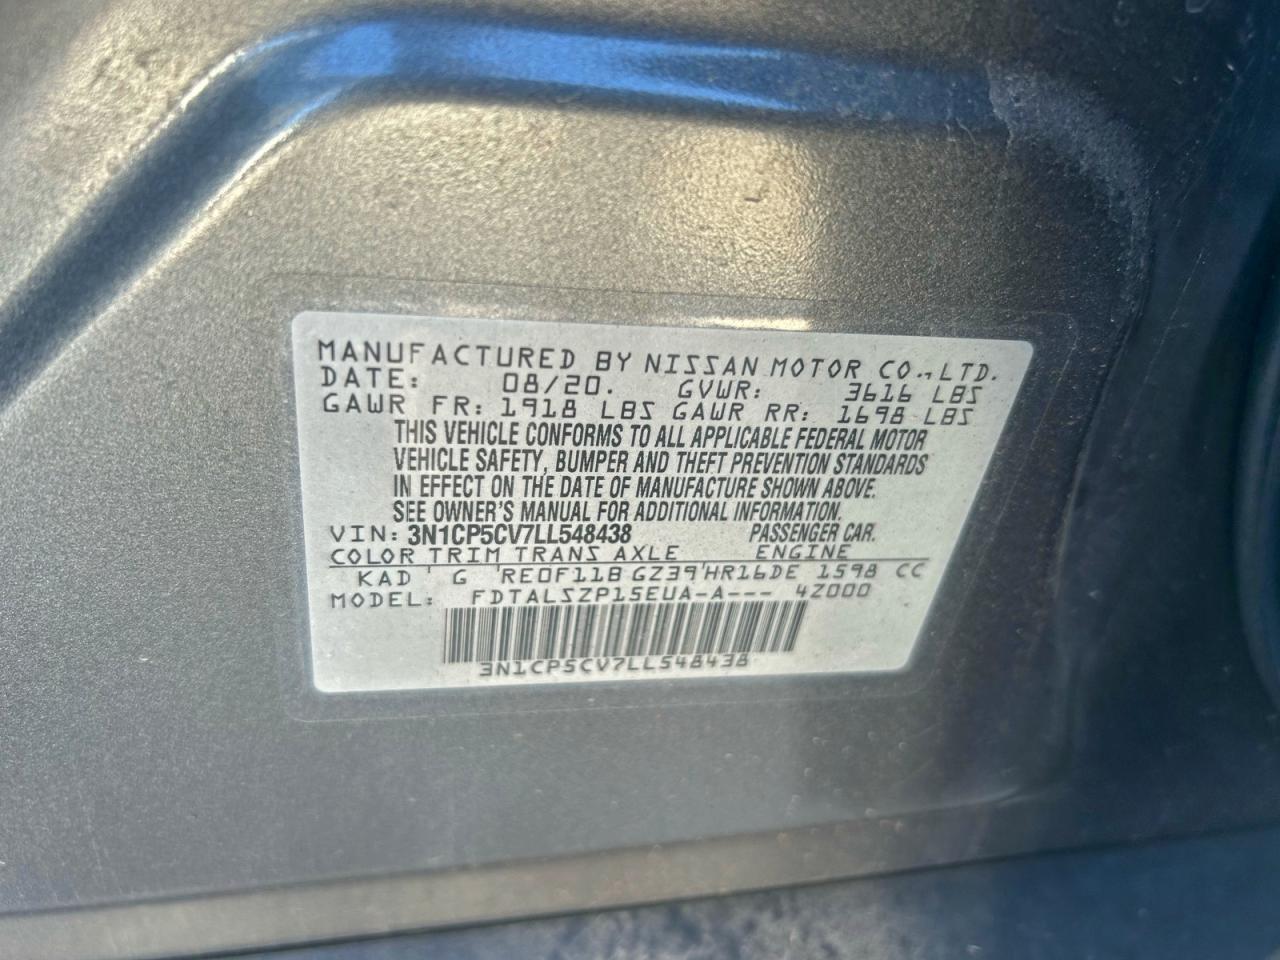 MANUFACTURED BY NISSAN MOTOR CO.,LTD.
DATE: 08/20. GVWR: 3616 LBS
GAWR FR: 1918 LBS GAWR RR: 1698 LBS
THIS VEHICLE CONFORMS TO ALL APPLICABLE FEDERAL MOTOR
VEHICLE SAFETY, BUMPER AND THEFT PREVENTION STANDARDS
IN EFFECT ON THE DATE OF MANUFACTURE SHOWN ABOVE.
SEE OWNER'S MANUAL FOR ADDITIONAL INFORMATION.
VIN: 3N1CP5CV7LL548438 PASSENGER CAR.
COLOR TRIM TRANS AXLE ENGINE
KAD G RE0F11B GZ39 HR16DE 1598 CC
MODEL: FDTALSZP15EUA-A--- 4Z000
3N1CP5CV7LL548438